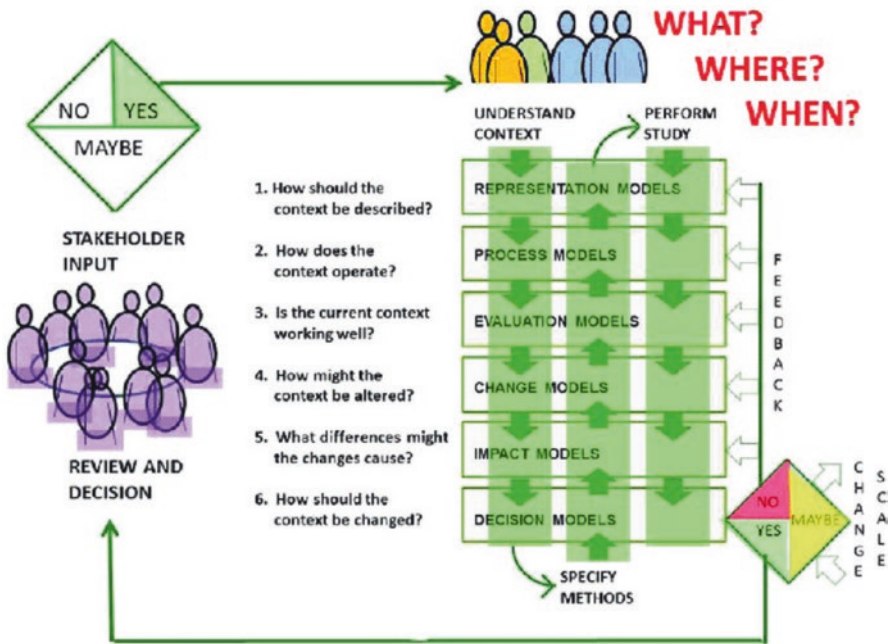 WHAT?
WHERE?
WHEN?
NO YES
MAYBE
UNDERSTAND
CONTEXT
PERFORM
STUDY
STAKEHOLDER
INPUT
REVIEW AND
DECISION
1. How should the
context be described?
2. How does the
context operate?
3. Is the current context
working well?
4. How might the
context be altered?
5. What differences might
the changes cause?
6. How should the
context be changed?
REPRESENTATION MODELS
PROCESS MODELS
EVALUATION MODELS
CHANGE MODELS
IMPACT MODELS
DECISION MODELS
SPECIFY
METHODS
FEEDBACK
NO
YES
MAYBE
CHANGE
SCALE